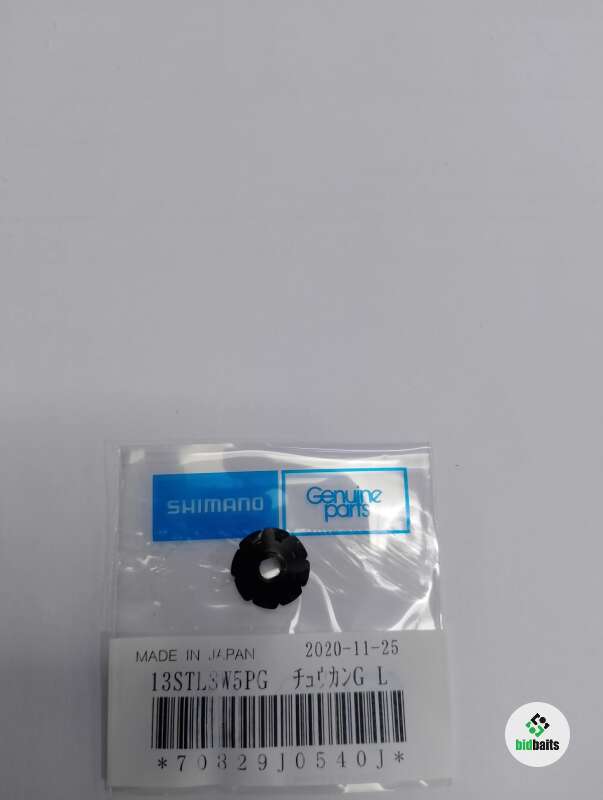 SHIMANO
Genuine parts
MADE IN JAPAN 2020-11-25
13STLSW5PG ﾁｭｳｶﾝG L
*70829J0540J*
bidbaits